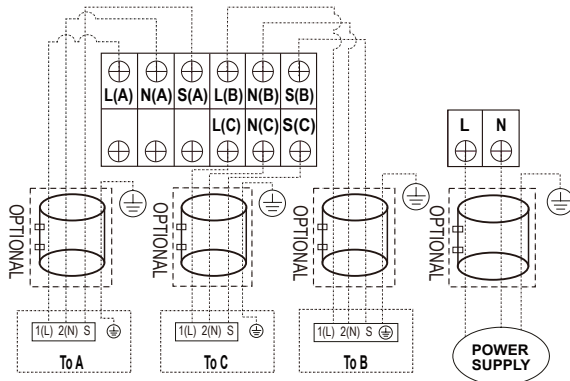 L(A) N(A) S(A) L(B) N(B) S(B)
L(C) N(C) S(C)
L N
OPTIONAL
OPTIONAL
OPTIONAL
OPTIONAL
1(L) 2(N) S
To A
1(L) 2(N) S
To C
1(L) 2(N) S
To B
POWER
SUPPLY